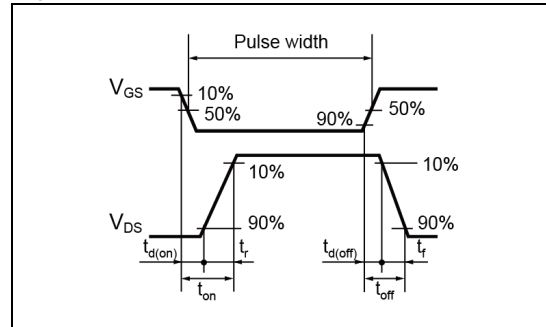 Pulse width
V_GS
10%
50%
90%
50%
10%
10%
V_DS
90%
90%
t_d(on)
t_r
t_d(off)
t_f
t_on
t_off